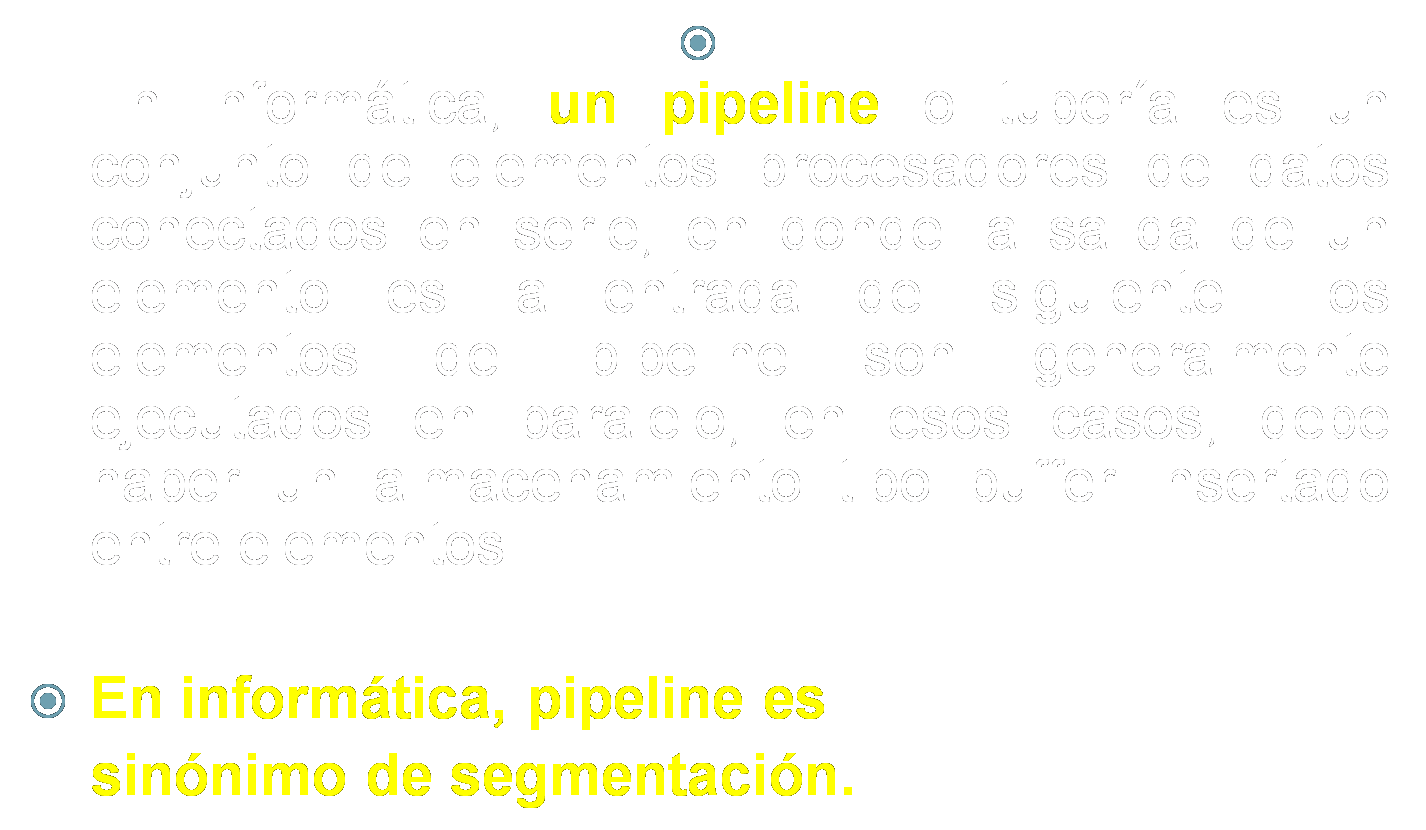 En informática, un pipeline o tubería es un
conjunto de elementos procesadores de datos
conectados en serie, en donde la salida de un
elemento es la entrada del siguiente. Los
elementos del pipeline son generalmente
ejecutados en paralelo, en esos casos, debe
haber un almacenamiento tipo buffer insertado
entre elementos.
En informática, pipeline es
sinónimo de segmentación.